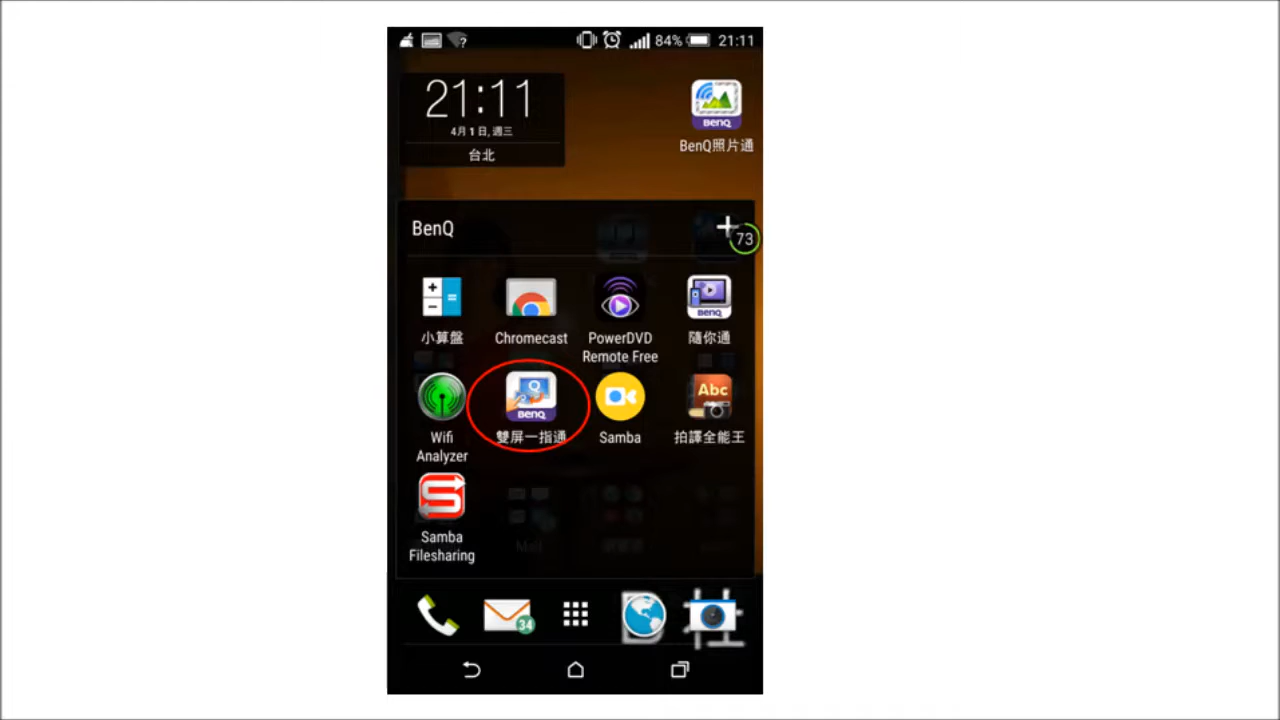 84% 21:11
21:11
4月 1 日, 週三
台北
BenQ
BenQ照片通
BenQ
73
小算盤
Chromecast
PowerDVD
Remote Free
BenQ
隨你通
Wifi
Analyzer
BenQ
雙屏一指通
Samba
Abc
拍譯全能王
Samba
Filesharing
Mail
34